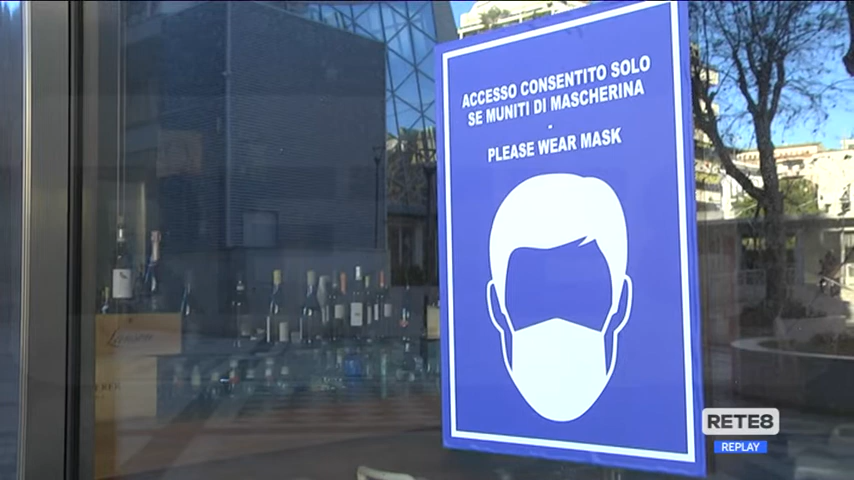 ACCESSO CONSENTITO SOLO
SE MUNITI DI MASCHERINA
-
PLEASE WEAR MASK
RETE8
REPLAY